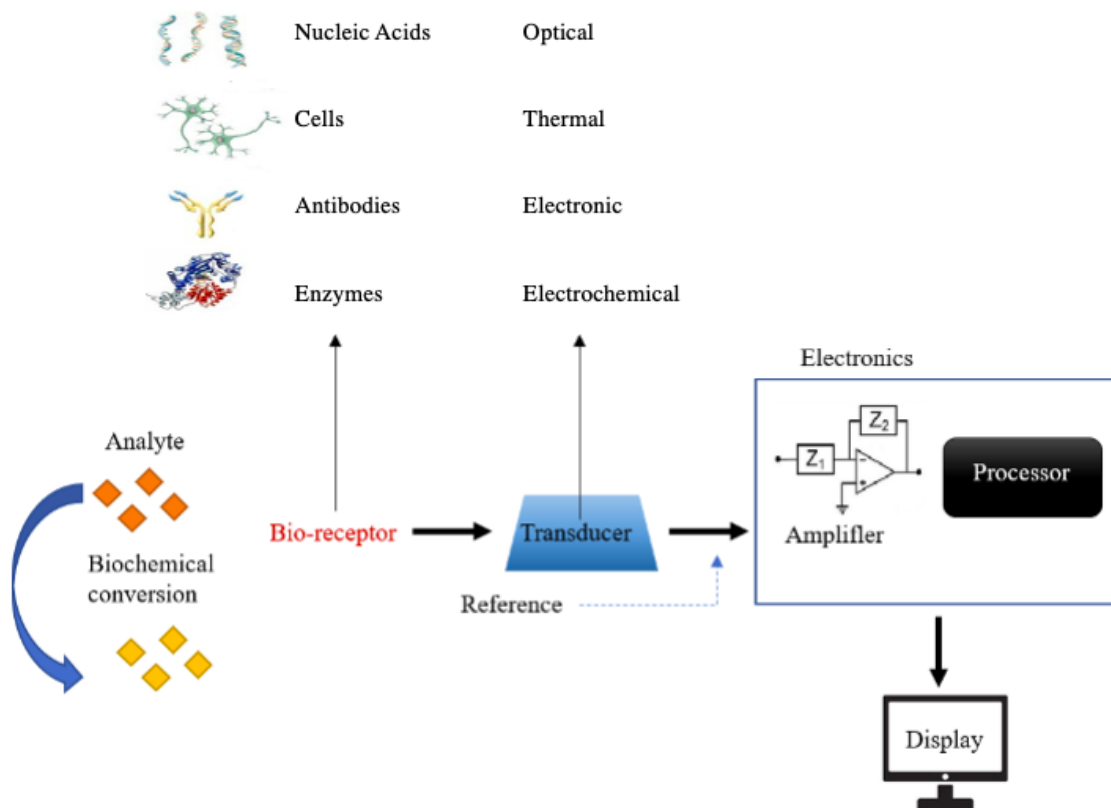 Nucleic Acids
Optical
Cells
Thermal
Antibodies
Electronic
Enzymes
Electrochemical
Electronics
Z1
Z2
Processor
Amplifler
Analyte
Biochemical
conversion
Bio-receptor
Transducer
Reference
Display